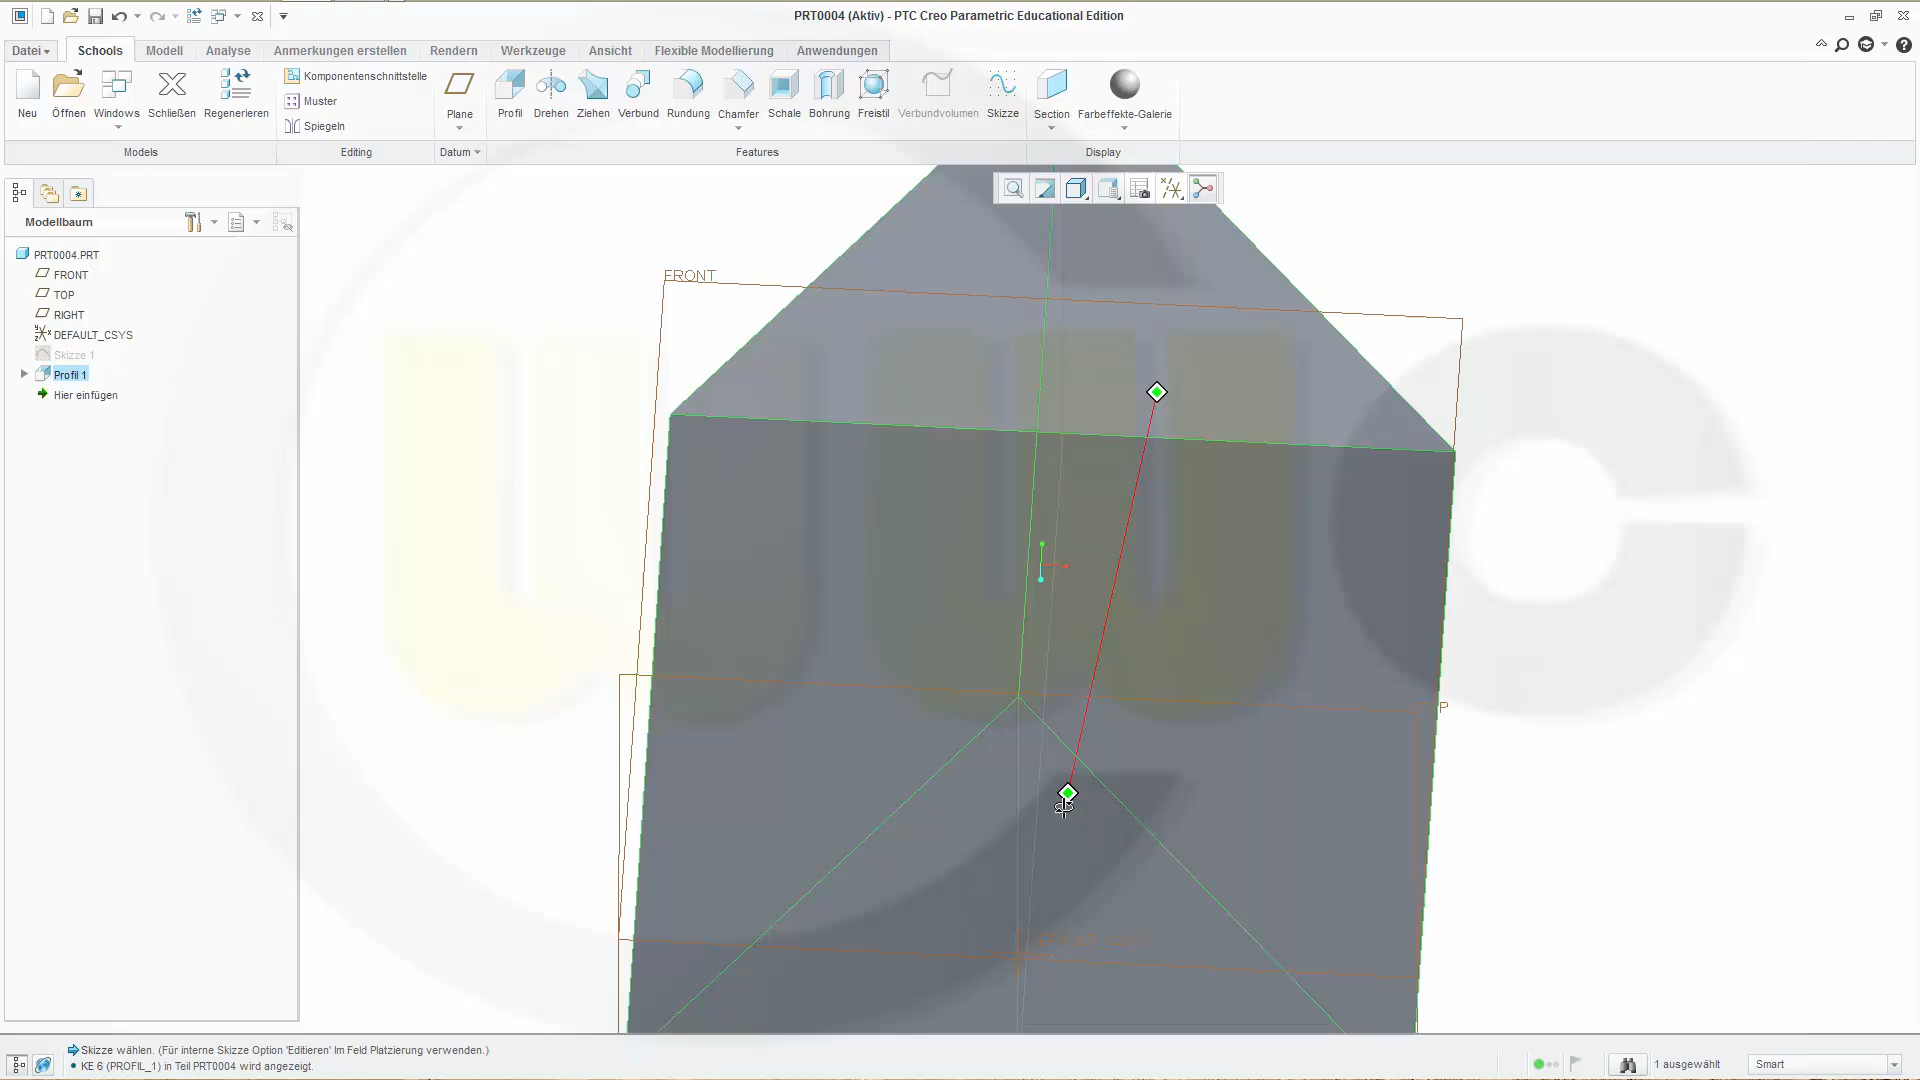 PRT0004 (Aktiv) - PTC Creo Parametric Educational Edition
Datei
Schools
Modell
Analyse
Anmerkungen erstellen
Rendern
Werkzeuge
Ansicht
Flexible Modellierung
Anwendungen
Neu
Öffnen
Windows
Schließen
Regenerieren
Komponentenschnittstelle
Muster
Spiegeln
Plane
Profil
Drehen
Ziehen
Verbund
Rundung
Chamfer
Schale
Bohrung
Freistil
Verbundvolumen
Skizze
Section
Farbeffekte-Galerie
Models
Editing
Datum
Features
Display
Modellbaum
PRT0004.PRT
FRONT
TOP
RIGHT
DEFAULT_CSYS
Skizze 1
Profil 1
Hier einfügen
FRONT
P
Skizze wählen. (Für interne Skizze Option 'Editieren' Im Feld Platzierung verwenden.)
• KE 6 (PROFIL_1) in Teil PRT0004 wird angezeigt.
1 ausgewählt
Smart